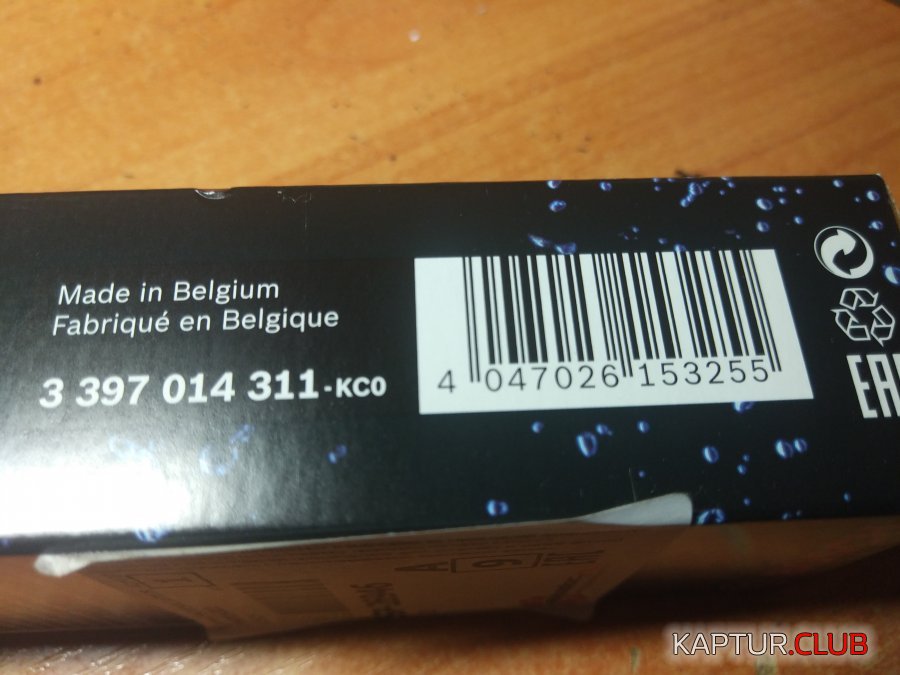 Made in Belgium
Fabriqué en Belgique
3 397 014 311-KC0
4 047026 153255
EAC
KAPTUR.CLUB